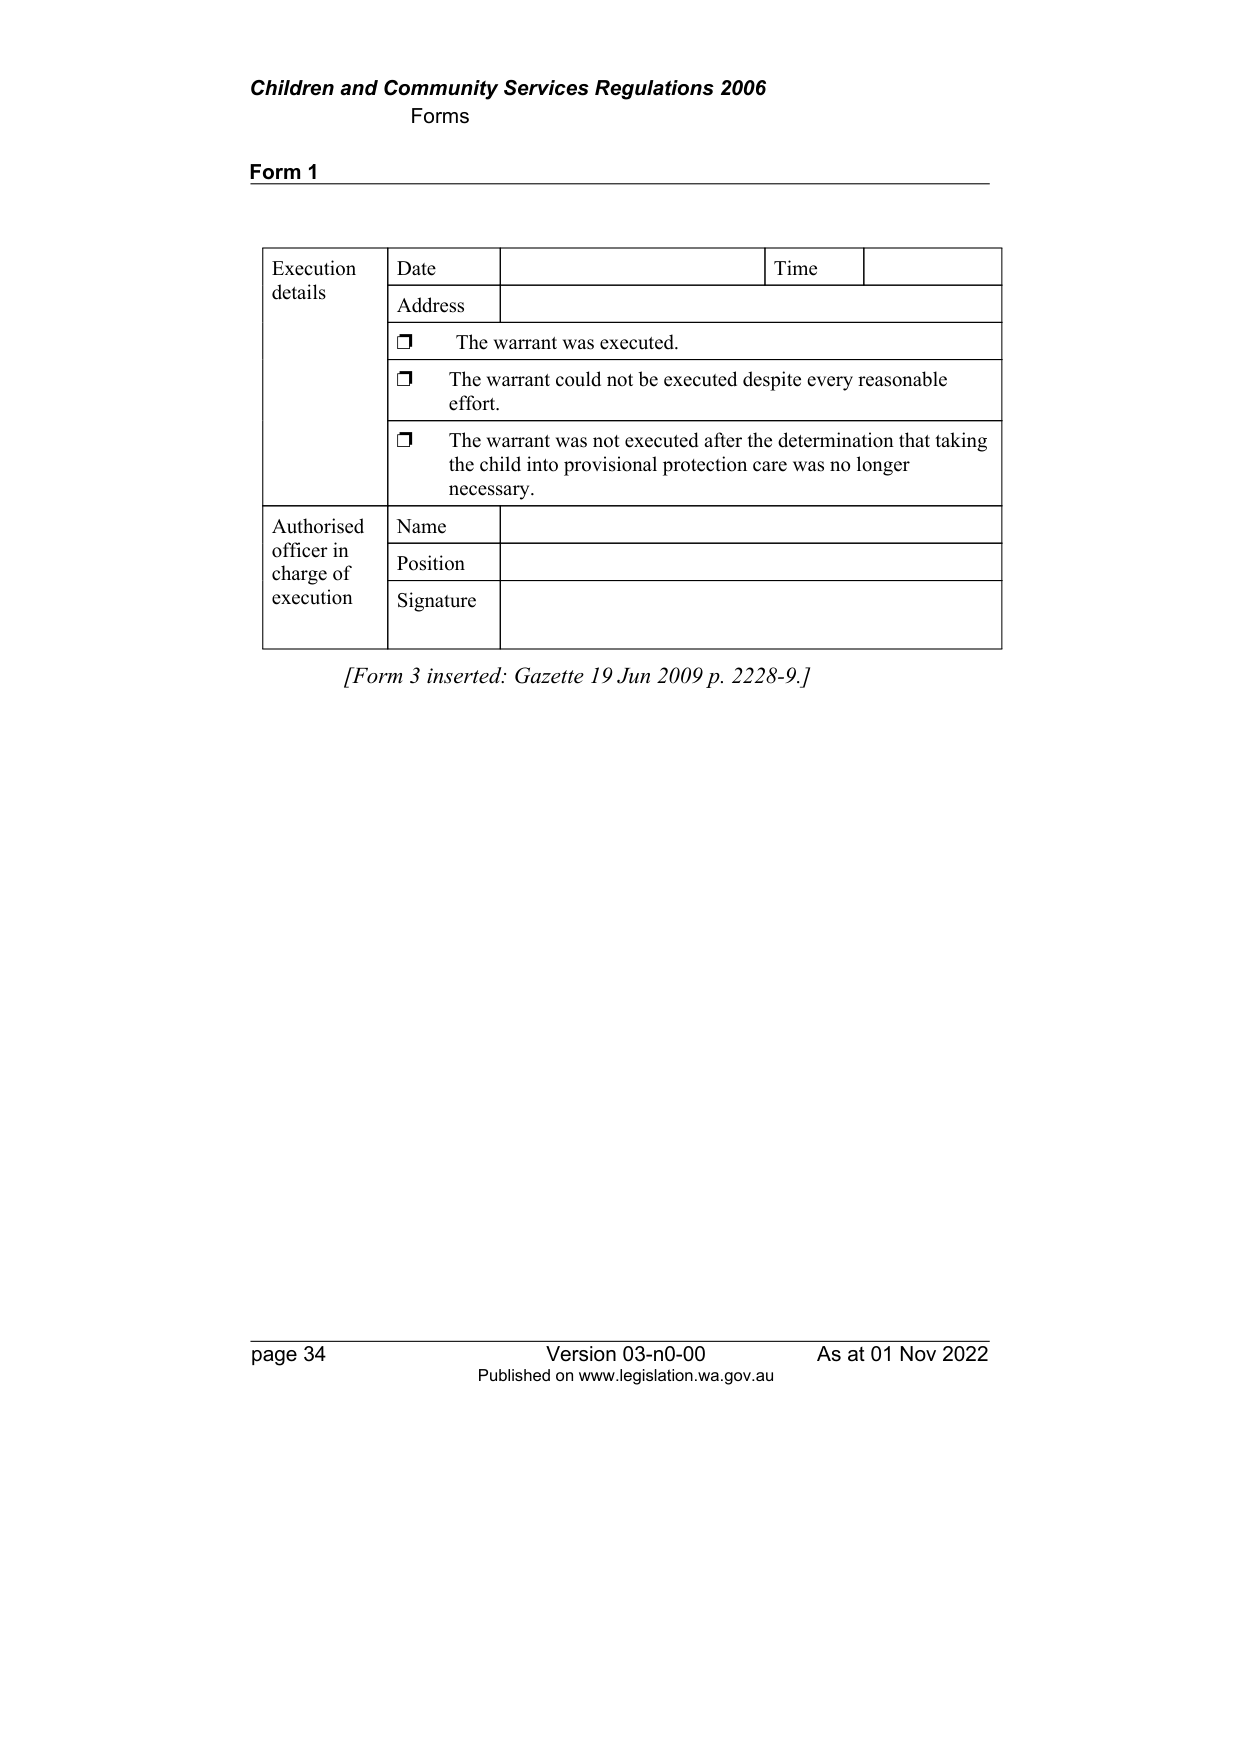 Children and Community Services Regulations 2006
Forms
Form 1
Execution details
Date
Time
Address
❒ The warrant was executed.
❒ The warrant could not be executed despite every reasonable
effort.
❒ The warrant was not executed after the determination that taking
the child into provisional protection care was no longer
necessary.
Authorised
officer in
charge of
execution
Name
Position
Signature
[Form 3 inserted: Gazette 19 Jun 2009 p. 2228-9.]
page 34 Version 03-n0-00 As at 01 Nov 2022
Published on www.legislation.wa.gov.au